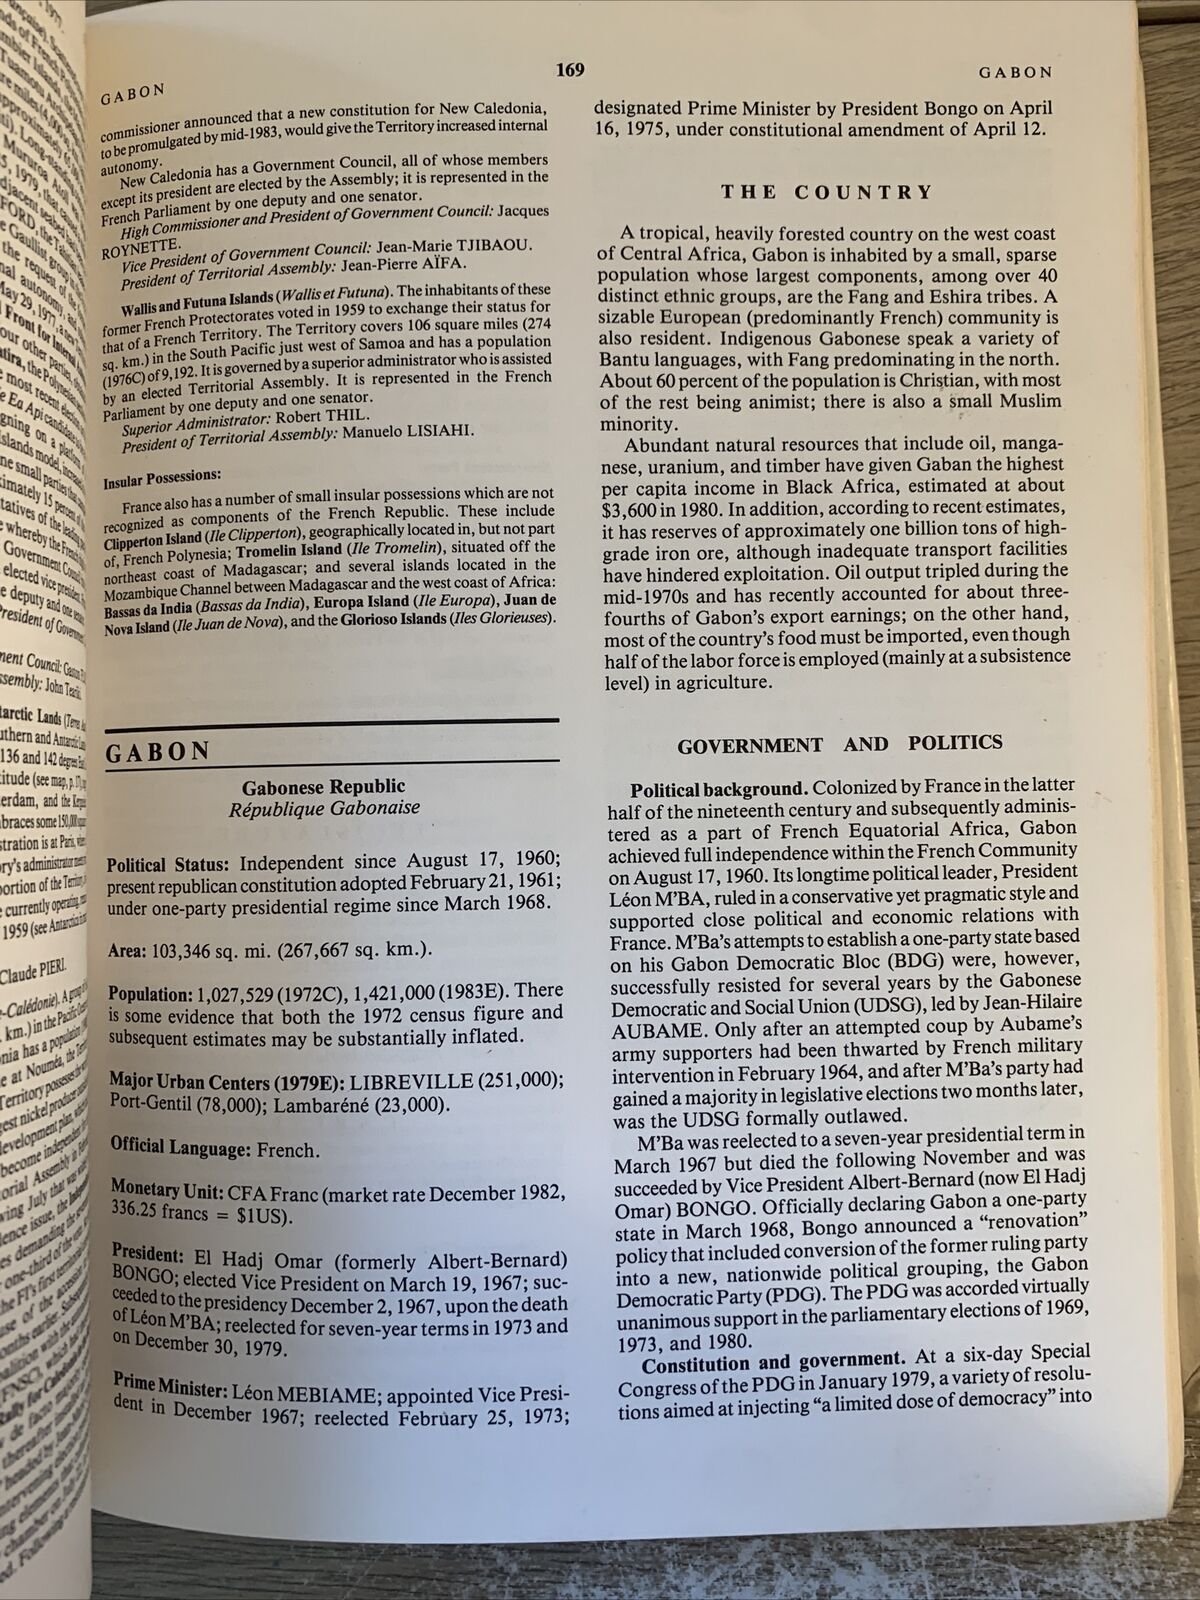 169
GABON
GABON
commissioner announced that a new constitution for New Caledonia,
to be promulgated by mid-1983, would give the Territory increased internal
autonomy.
New Caledonia has a Government Council, all of whose members
except its president are elected by the Assembly; it is represented in the
French Parliament by one deputy and one senator.
High Commissioner and President of Government Council: Jacques
ROYNETTE.
Vice President of Government Council: Jean-Marie TJIBAOU.
President of Territorial Assembly: Jean-Pierre AÏFA.
Wallis and Futuna Islands (Wallis et Futuna). The inhabitants of these
former French Protectorates voted in 1959 to exchange their status for
that of a French Territory. The Territory covers 106 square miles (274
sq. km.) in the South Pacific just west of Samoa and has a population
(1976C) of 9,192. It is governed by a superior administrator who is assisted
by an elected Territorial Assembly. It is represented in the French
Parliament by one deputy and one senator.
Superior Administrator: Robert THIL.
President of Territorial Assembly: Manuelo LISIAHI.
Insular Possessions:
France also has a number of small insular possessions which are not
recognized as components of the French Republic. These include
Clipperton Island (Ile Clipperton), geographically located in, but not part
of, French Polynesia; Tromelin Island (Ile Tromelin), situated off the
northeast coast of Madagascar; and several islands located in the
Mozambique Channel between Madagascar and the west coast of Africa:
Bassas da India (Bassas da India), Europa Island (Ile Europa), Juan de
Nova Island (Ile Juan de Nova), and the Glorioso Islands (Iles Glorieuses).
GABON
Gabonese Republic
République Gabonaise
Political Status: Independent since August 17, 1960;
present republican constitution adopted February 21, 1961;
under one-party presidential regime since March 1968.
Area: 103,346 sq. mi. (267,667 sq. km.).
Population: 1,027,529 (1972C), 1,421,000 (1983E). There
is some evidence that both the 1972 census figure and
subsequent estimates may be substantially inflated.
Major Urban Centers (1979E): LIBREVILLE (251,000);
Port-Gentil (78,000); Lambaréné (23,000).
Official Language: French.
Monetary Unit: CFA Franc (market rate December 1982,
336.25 francs = $1US).
President: El Hadj Omar (formerly Albert-Bernard)
BONGO; elected Vice President on March 19, 1967; suc-
ceeded to the presidency December 2, 1967, upon the death
of Léon M'BA; reelected for seven-year terms in 1973 and
on December 30, 1979.
Prime Minister: Léon MEBIAME; appointed Vice Presi-
dent in December 1967; reelected February 25, 1973;
designated Prime Minister by President Bongo on April
16, 1975, under constitutional amendment of April 12.
THE COUNTRY
A tropical, heavily forested country on the west coast
of Central Africa, Gabon is inhabited by a small, sparse
population whose largest components, among over 40
distinct ethnic groups, are the Fang and Eshira tribes. A
sizable European (predominantly French) community is
also resident. Indigenous Gabonese speak a variety of
Bantu languages, with Fang predominating in the north.
About 60 percent of the population is Christian, with most
of the rest being animist; there is also a small Muslim
minority.
Abundant natural resources that include oil, manga-
nese, uranium, and timber have given Gaban the highest
per capita income in Black Africa, estimated at about
$3,600 in 1980. In addition, according to recent estimates,
it has reserves of approximately one billion tons of high-
grade iron ore, although inadequate transport facilities
have hindered exploitation. Oil output tripled during the
mid-1970s and has recently accounted for about three-
fourths of Gabon's export earnings; on the other hand,
most of the country's food must be imported, even though
half of the labor force is employed (mainly at a subsistence
level) in agriculture.
GOVERNMENT AND POLITICS
Political background. Colonized by France in the latter
half of the nineteenth century and subsequently adminis-
tered as a part of French Equatorial Africa, Gabon
achieved full independence within the French Community
on August 17, 1960. Its longtime political leader, President
Léon M'BA, ruled in a conservative yet pragmatic style and
supported close political and economic relations with
France. M'Ba's attempts to establish a one-party state based
on his Gabon Democratic Bloc (BDG) were, however,
successfully resisted for several years by the Gabonese
Democratic and Social Union (UDSG), led by Jean-Hilaire
AUBAME. Only after an attempted coup by Aubame's
army supporters had been thwarted by French military
intervention in February 1964, and after M'Ba's party had
gained a majority in legislative elections two months later,
was the UDSG formally outlawed.
M'Ba was reelected to a seven-year presidential term in
March 1967 but died the following November and was
succeeded by Vice President Albert-Bernard (now El Hadj
Omar) BONGO. Officially declaring Gabon a one-party
state in March 1968, Bongo announced a "renovation"
policy that included conversion of the former ruling party
into a new, nationwide political grouping, the Gabon
Democratic Party (PDG). The PDG was accorded virtually
unanimous support in the parliamentary elections of 1969,
1973, and 1980.
Constitution and government. At a six-day Special
Congress of the PDG in January 1979, a variety of resolu-
tions aimed at injecting "a limited dose of democracy" into